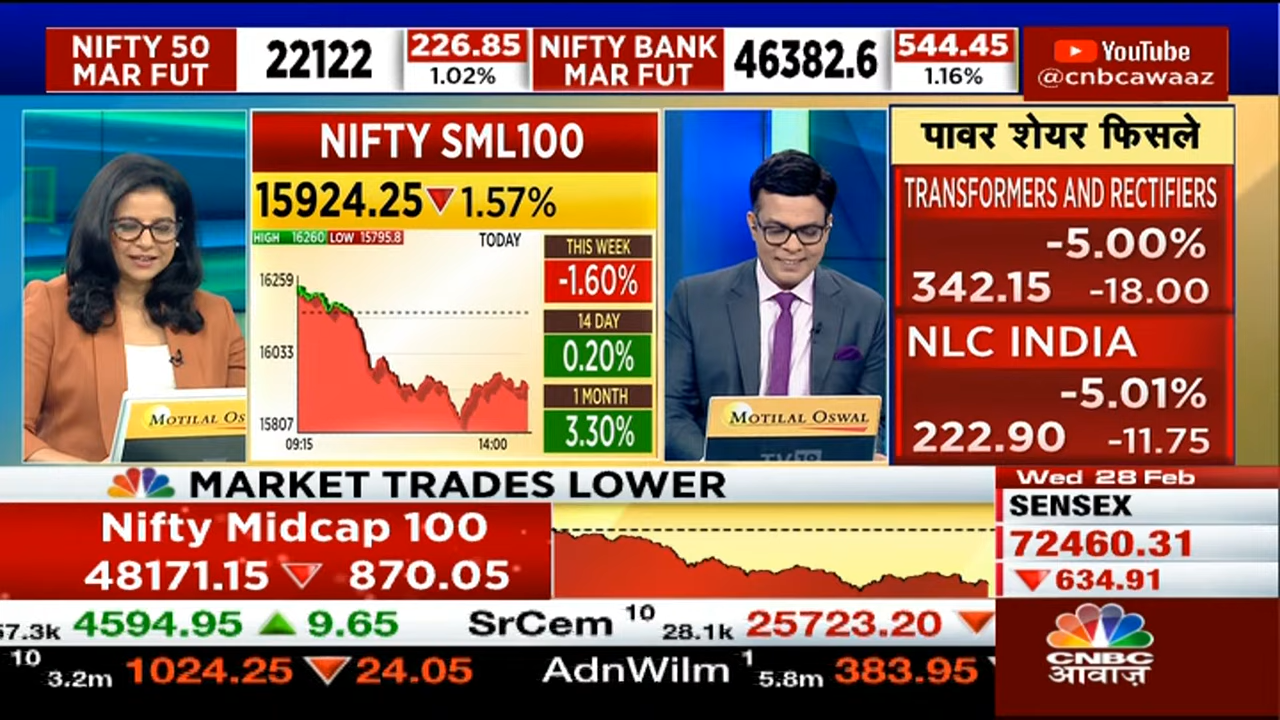 NIFTY 50
MAR FUT
22122
226.85
1.02%
NIFTY BANK
MAR FUT
46382.6
544.45
1.16%
YouTube
@cnbcawaaz
NIFTY SML100
15924.25 1.57%
HIGH 16260 LOW 15795.8
TODAY
16259
16033
15807
09:15 14:00
THIS WEEK
-1.60%
14 DAY
0.20%
1 MONTH
3.30%
MOTILAL OS
MOTILAL OSWAL
TV18
पावर शेयर फिसले
TRANSFORMERS AND RECTIFIERS
-5.00%
342.15 -18.00
NLC INDIA
-5.01%
222.90 -11.75
MARKET TRADES LOWER
Nifty Midcap 100
48171.15 870.05
Wed 28 Feb
SENSEX
72460.31
634.91
57.3k 4594.95 9.65 SrCem 10 28.1k 25723.20
10 3.2m 1024.25 24.05 AdnWilm 1 5.8m 383.95
CNBC
आवाज़